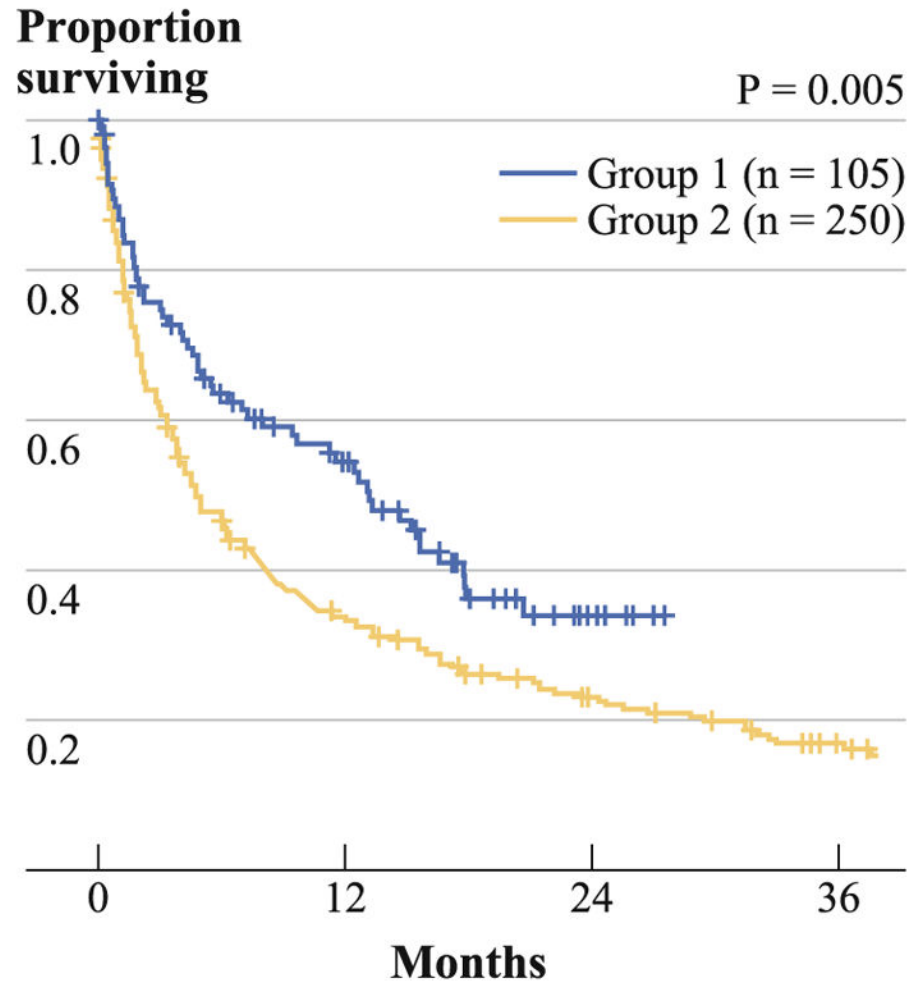 Proportion
surviving
P = 0.005
1.0
Group 1 (n = 105)
Group 2 (n = 250)
0.8
0.6
0.4
0.2
0
12
24
36
Months